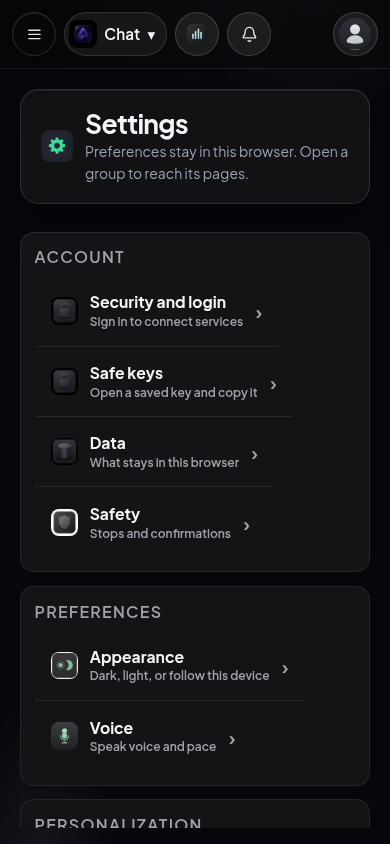 Chat ▾
Settings
Preferences stay in this browser. Open a
group to reach its pages.
ACCOUNT
Security and login
Sign in to connect services
Safe keys
Open a saved key and copy it
Data
What stays in this browser
Safety
Stops and confirmations
PREFERENCES
Appearance
Dark, light, or follow this device
Voice
Speak voice and pace
PERSONALIZATION